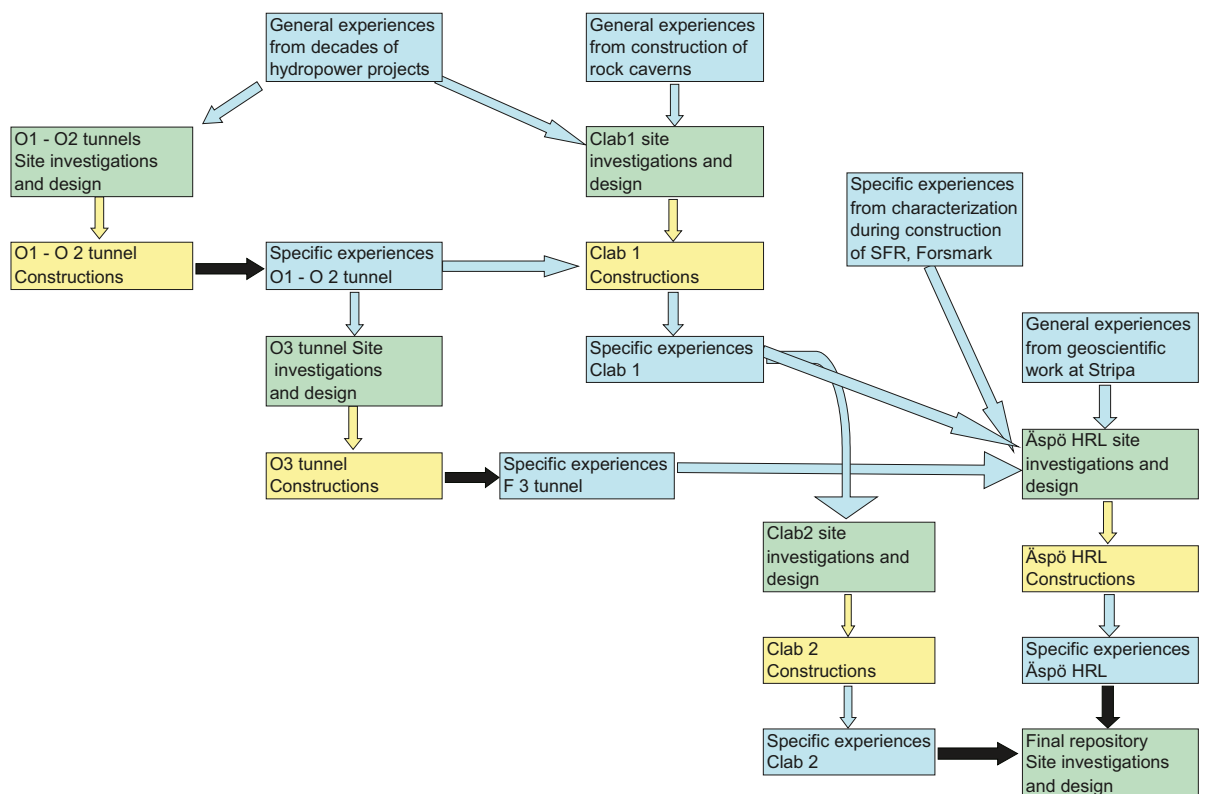 General experiences
from decades of
hydropower projects
General experiences
from construction of
rock caverns
O1 - O2 tunnels
Site investigations
and design
Clab1 site
investigations and
design
Specific experiences
from characterization
during construction
of SFR, Forsmark
O1 - O 2 tunnel
Constructions
Specific experiences
O1 - O 2 tunnel
Clab 1
Constructions
O3 tunnel Site
investigations
and design
Specific experiences
Clab 1
General experiences
from geoscientific
work at Stripa
O3 tunnel
Constructions
Specific experiences
F 3 tunnel
Äspö HRL site
investigations and
design
Clab2 site
investigations and
design
Äspö HRL
Constructions
Clab 2
Constructions
Specific experiences
Äspö HRL
Specific experiences
Clab 2
Final repository
Site investigations
and design